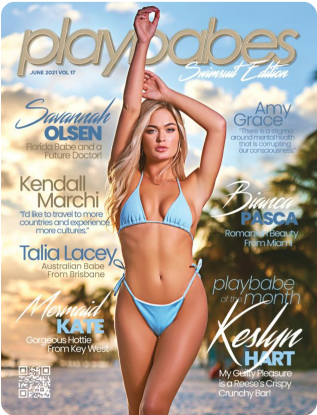 playbabes
Swimsuit Edition
JUNE 2021 VOL 17
Savannah
OLSEN
Florida Babe and a
Future Doctor!
Amy
Grace
"There is a stigma
around mental health
that is corrupting
our consciousness"
Kendall
Marchi
"I'd like to travel to more
countries and experience
more cultures."
Bianca
PASCA
Romanian Beauty
From Miami
Talia Lacey
Australian Babe
From Brisbane
playbabe
of the month
Mermaid
KATE
Gorgeous Hottie
From Key West
Keslyn
HART
My Guilty Pleasure
is a Reese's Crispy
Crunchy Bar!